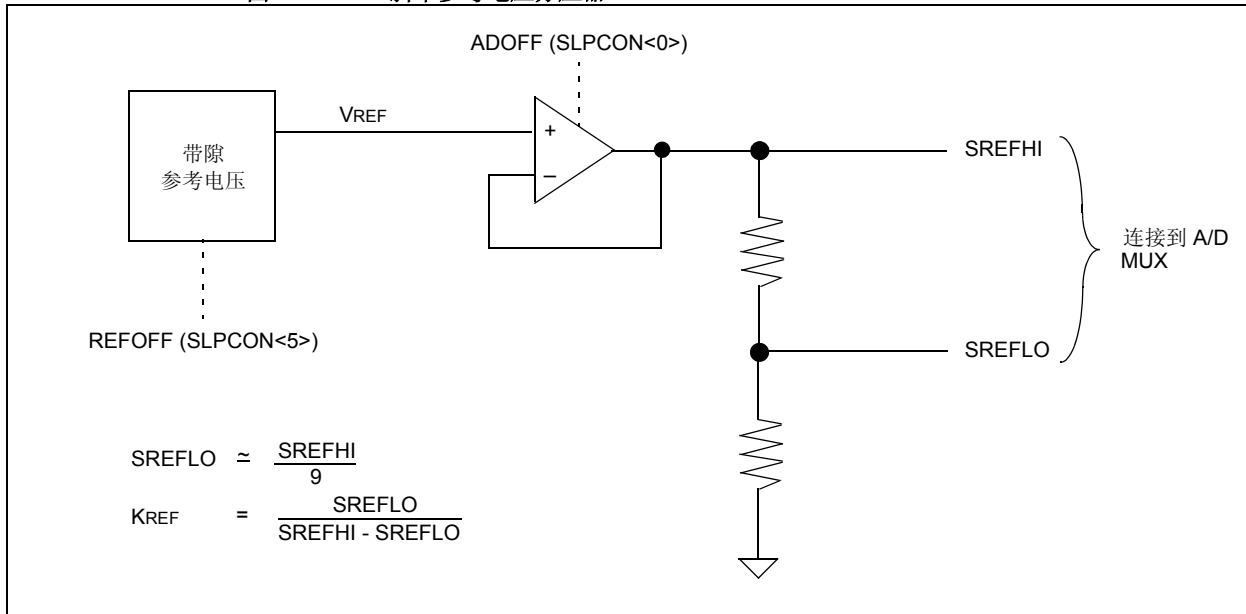 ADOFF (SLPCON<0>)
VREF
带隙
参考电压
+
–
SREFHI
连接到 A/D
MUX
REFOFF (SLPCON<5>)
SREFLO
SREFLO ≃ SREFHI
9
KREF = SREFLO
SREFHI - SREFLO